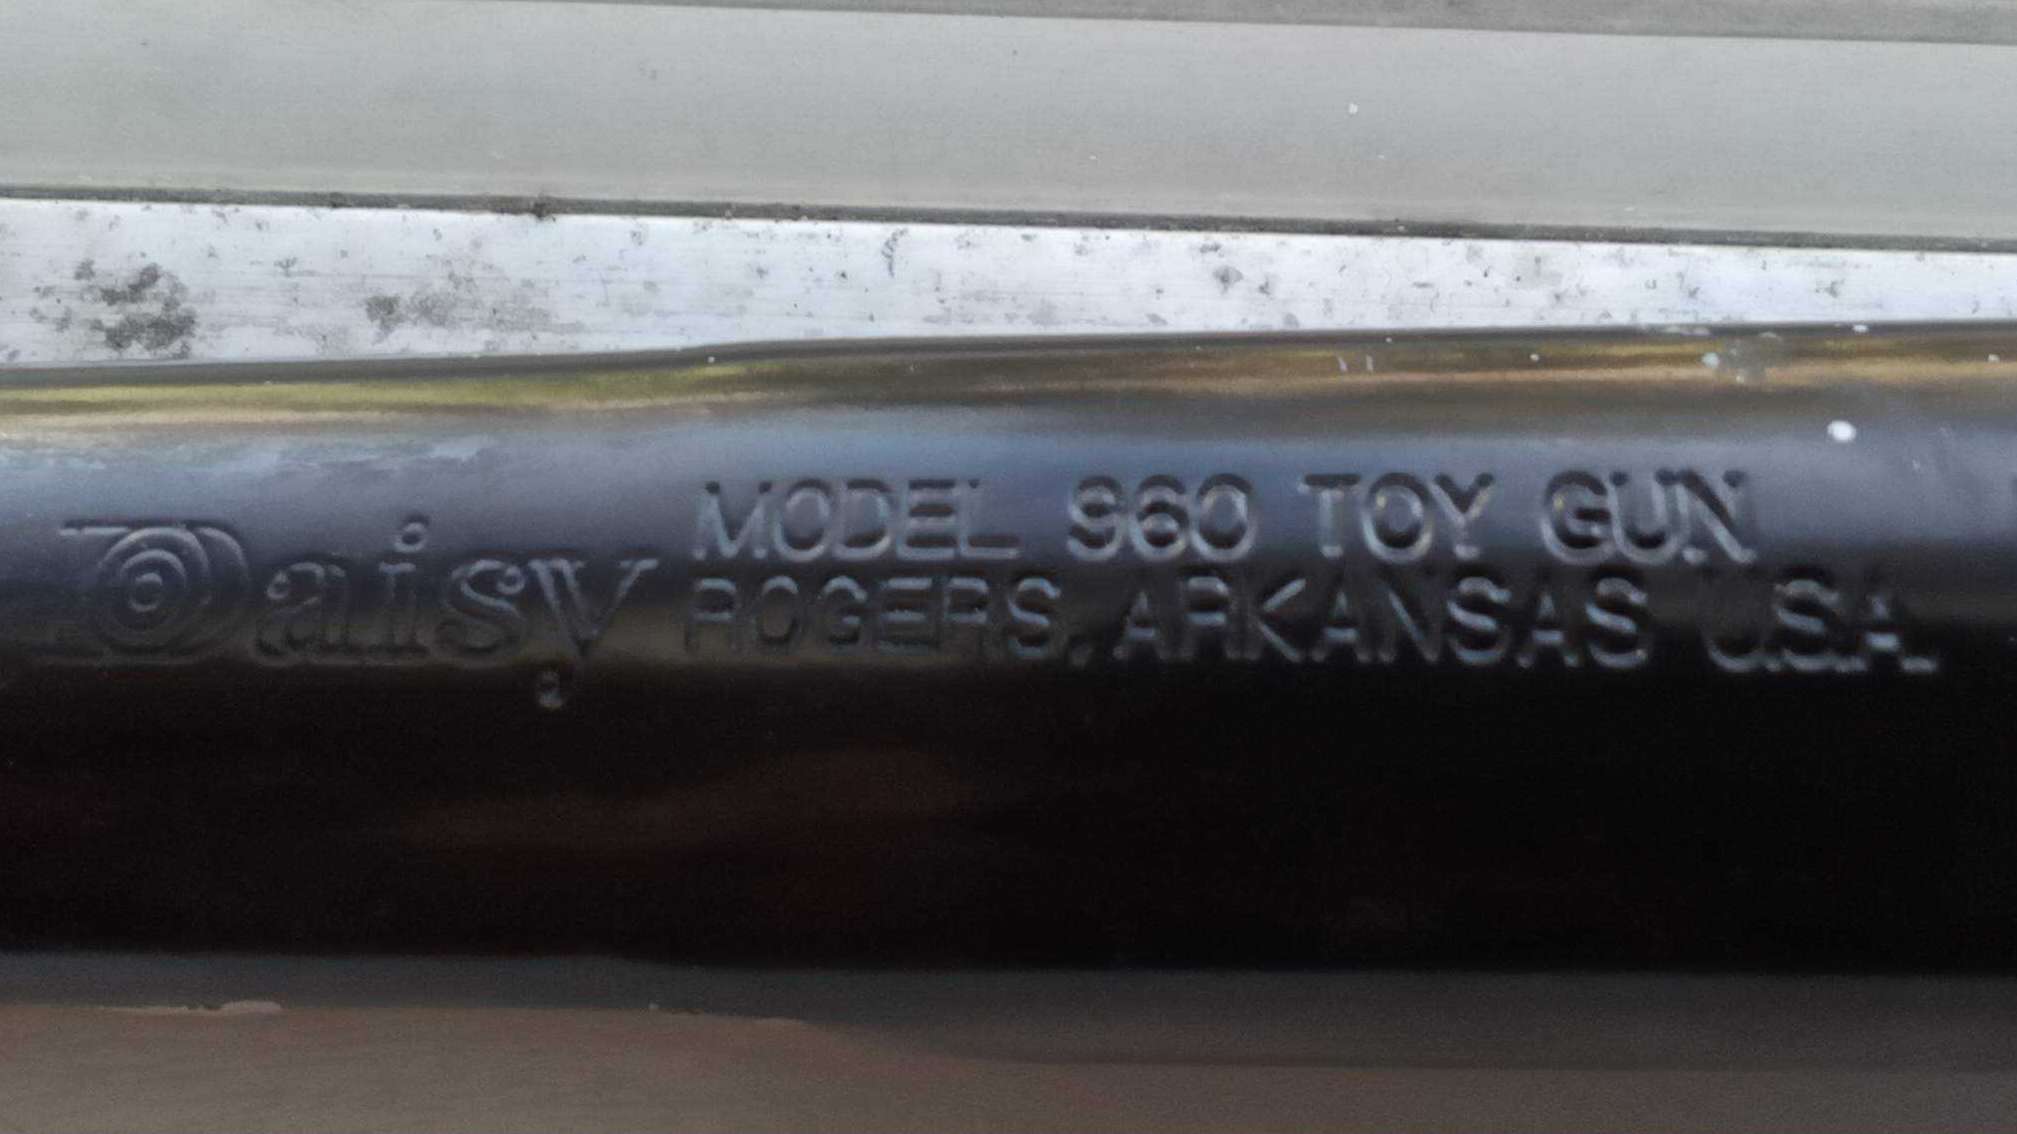 Daisy
MODEL 960 TOY GUN
ROGERS, ARKANSAS U.S.A.